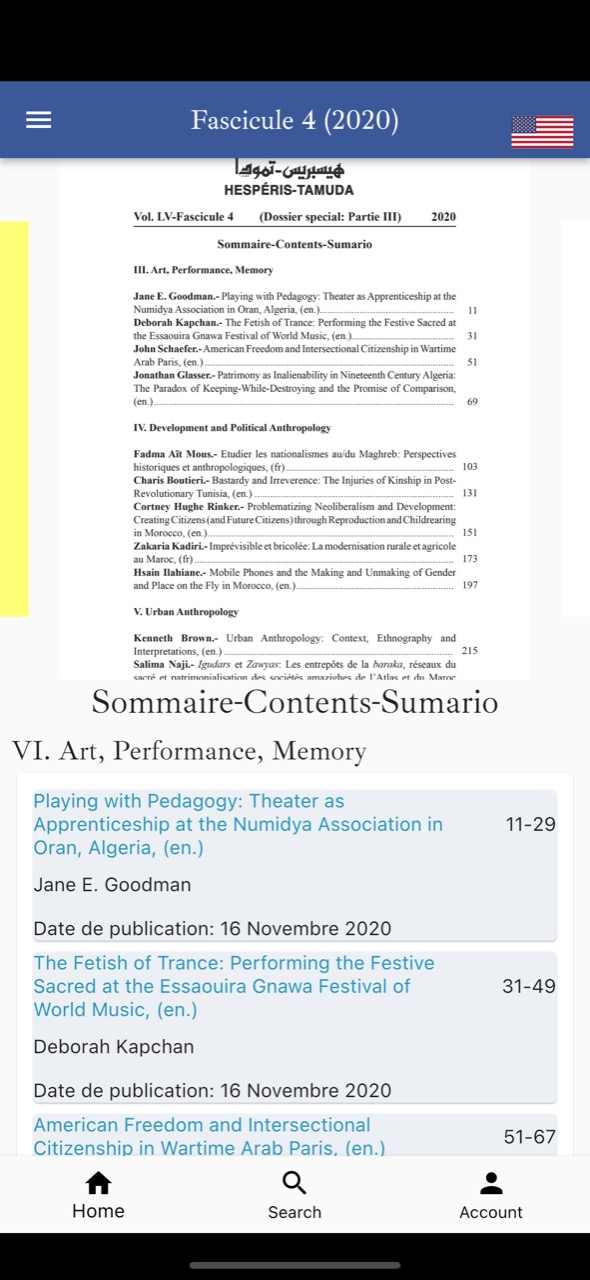 Fascicule 4 (2020)
هيسبريس-تمودا
HESPÉRIS-TAMUDA
Vol. LV-Fascicule 4 (Dossier special: Partie III) 2020
Sommaire-Contents-Sumario
III. Art, Performance, Memory
Jane E. Goodman.- Playing with Pedagogy: Theater as Apprenticeship at the
Numidya Association in Oran, Algeria, (en.)............ 11
Deborah Kapchan.- The Fetish of Trance: Performing the Festive Sacred at
the Essaouira Gnawa Festival of World Music, (en.)............ 31
John Schaefer.- American Freedom and Intersectional Citizenship in Wartime
Arab Paris, (en.)............ 51
Jonathan Glasser.- Patrimony as Inalienability in Nineteenth Century Algeria:
The Paradox of Keeping-While-Destroying and the Promise of Comparison,
(en.)............ 69
IV. Development and Political Anthropology
Fadma Aït Mous.- Etudier les nationalismes au/du Maghreb: Perspectives
historiques et anthropologiques, (fr)............ 103
Charis Boutieri.- Bastardy and Irreverence: The Injuries of Kinship in Post-
Revolutionary Tunisia, (en.)............ 131
Cortney Hughe Rinker.- Problematizing Neoliberalism and Development:
Creating Citizens (and Future Citizens) through Reproduction and Childrearing
in Morocco, (en.)............ 151
Zakaria Kadiri.- Imprévisible et bricolée: La modernisation rurale et agricole
au Maroc, (fr)............ 173
Hsain Ilahiane.- Mobile Phones and the Making and Unmaking of Gender
and Place on the Fly in Morocco, (en.)............ 197
V. Urban Anthropology
Kenneth Brown.- Urban Anthropology: Context, Ethnography and
Interpretations, (en.)............ 215
Salima Naji.- Igudars et Zawyas: Les entrepôts de la baraka, réseaux du
sacré et patrimonialisation des sociétés amazighes de l'Atlas et du Maroc
Sommaire-Contents-Sumario
VI. Art, Performance, Memory
Playing with Pedagogy: Theater as
Apprenticeship at the Numidya Association in
Oran, Algeria, (en.)
11-29
Jane E. Goodman
Date de publication: 16 Novembre 2020
The Fetish of Trance: Performing the Festive
Sacred at the Essaouira Gnawa Festival of
World Music, (en.)
31-49
Deborah Kapchan
Date de publication: 16 Novembre 2020
American Freedom and Intersectional
Citizenship in Wartime Arab Paris, (en.)
51-67
Home
Search
Account